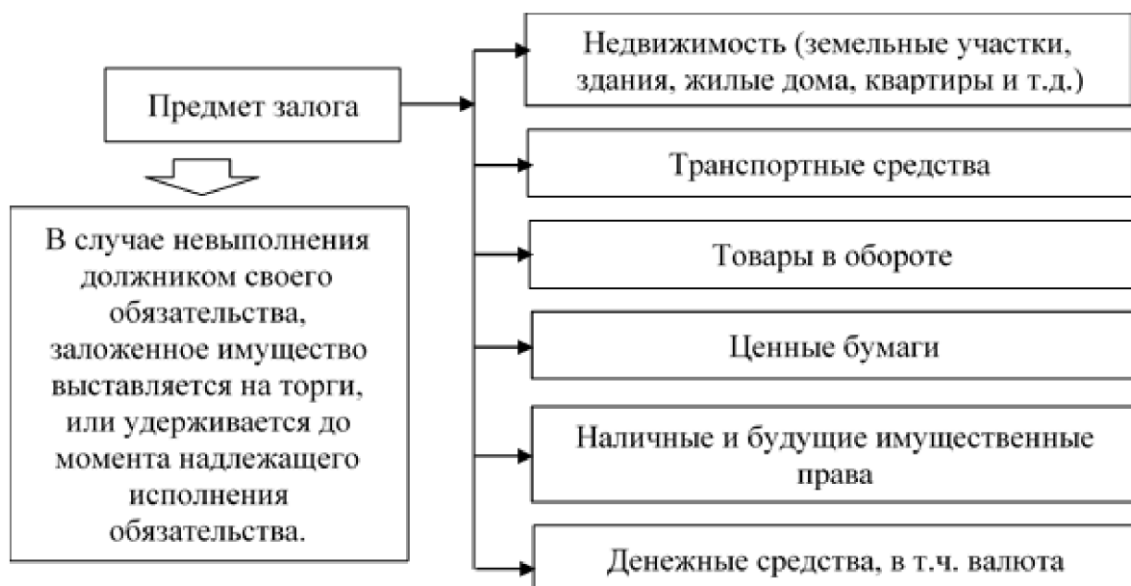 Предмет залога
В случае невыполнения
должником своего
обязательства,
заложенное имущество
выставляется на торги,
или удерживается до
момента надлежащего
исполнения
обязательства.
Недвижимость (земельные участки,
здания, жилые дома, квартиры и т.д.)
Транспортные средства
Товары в обороте
Ценные бумаги
Наличные и будущие имущественные
права
Денежные средства, в т.ч. валюта